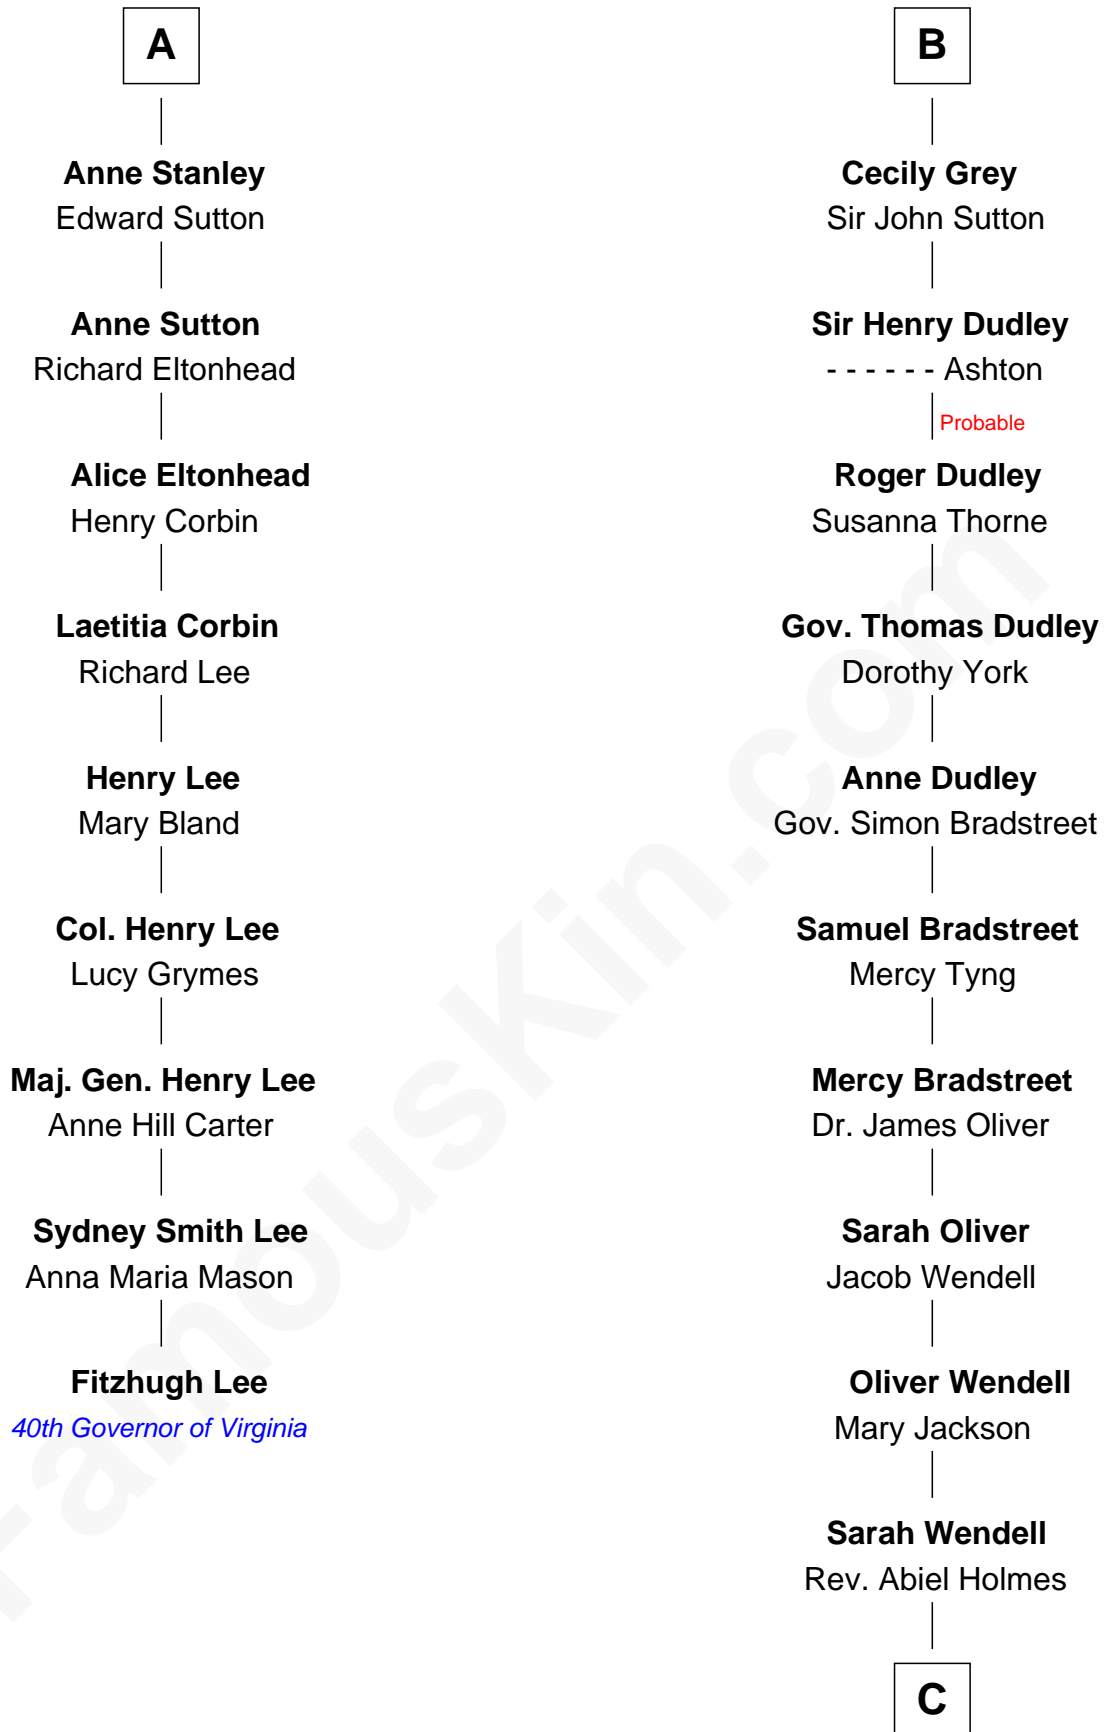 A
Anne Stanley
Edward Sutton
Anne Sutton
Richard Eltonhead
Alice Eltonhead
Henry Corbin
Laetitia Corbin
Richard Lee
Henry Lee
Mary Bland
Col. Henry Lee
Lucy Grymes
Maj. Gen. Henry Lee
Anne Hill Carter
Sydney Smith Lee
Anna Maria Mason
Fitzhugh Lee
40th Governor of Virginia
B
Cecily Grey
Sir John Sutton
Sir Henry Dudley
- - - - - - Ashton
Probable
Roger Dudley
Susanna Thorne
Gov. Thomas Dudley
Dorothy York
Anne Dudley
Gov. Simon Bradstreet
Samuel Bradstreet
Mercy Tyng
Mercy Bradstreet
Dr. James Oliver
Sarah Oliver
Jacob Wendell
Oliver Wendell
Mary Jackson
Sarah Wendell
Rev. Abiel Holmes
C
FamousKin.com